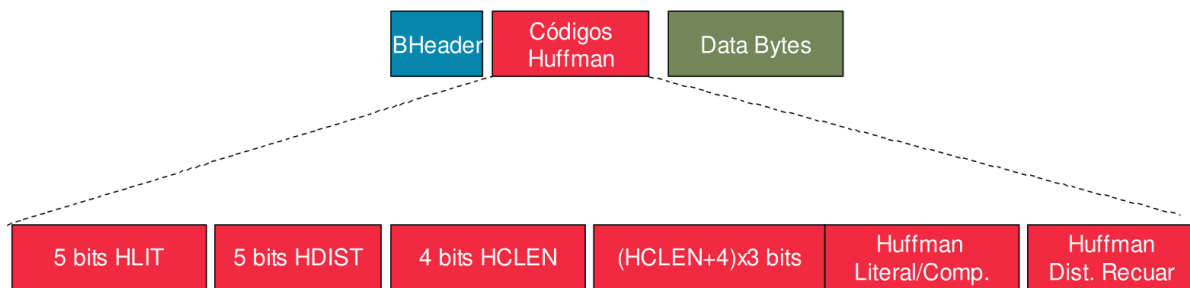 BHeader
Códigos
Huffman
Data Bytes
5 bits HLIT
5 bits HDIST
4 bits HCLEN
(HCLEN+4)x3 bits
Huffman
Literal/Comp.
Huffman
Dist. Recuar